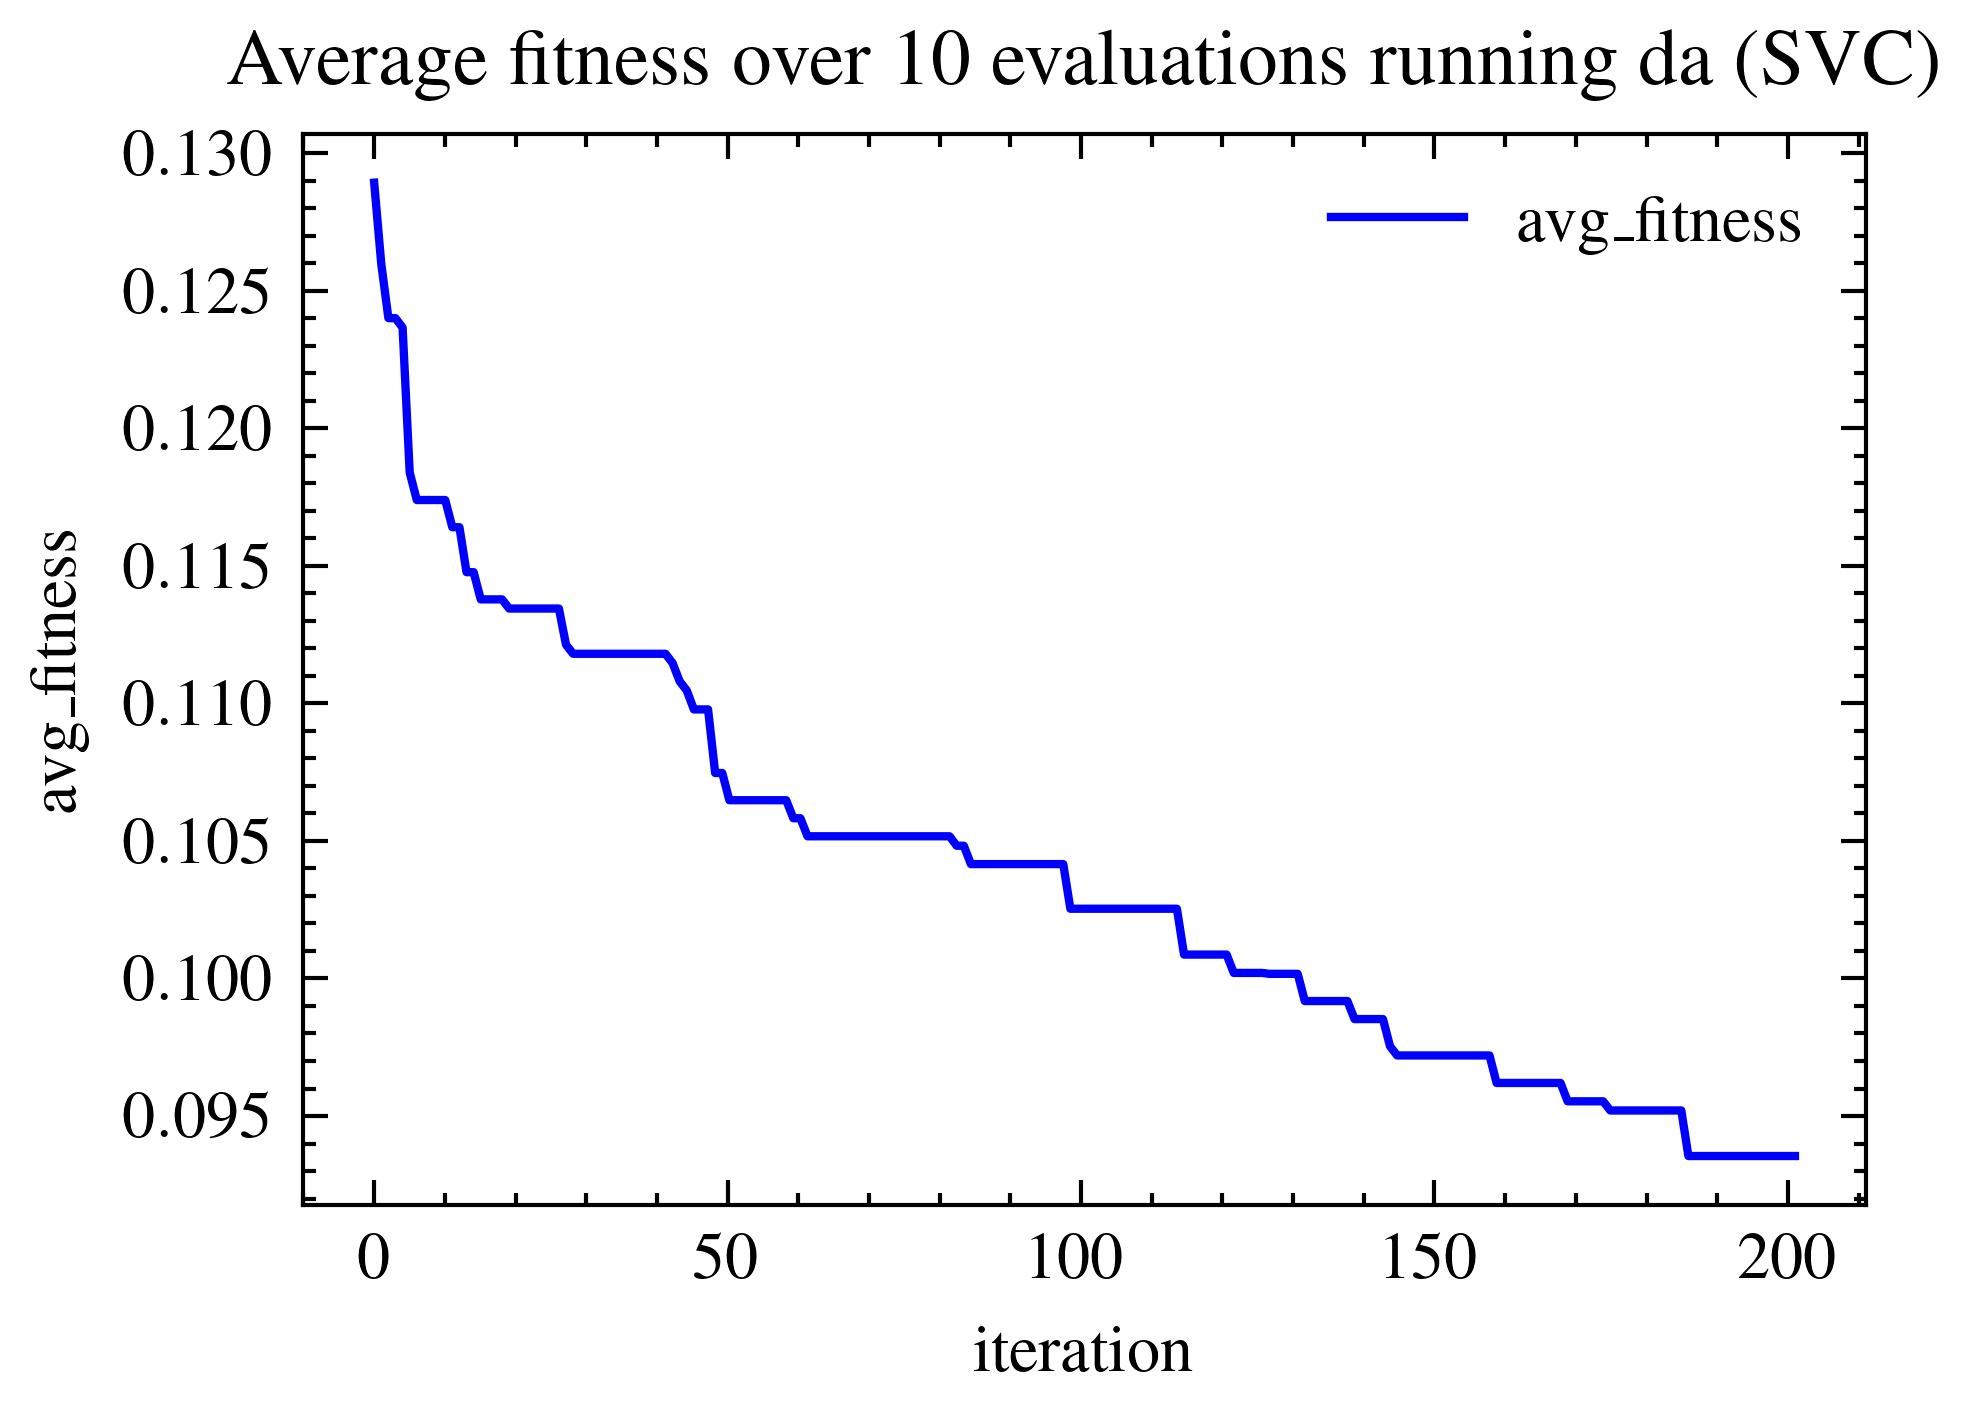 Average fitness over 10 evaluations running da (SVC)
avg_fitness
0.130
0.125
0.120
0.115
0.110
0.105
0.100
0.095
avg_fitness
0 50 100 150 200
iteration